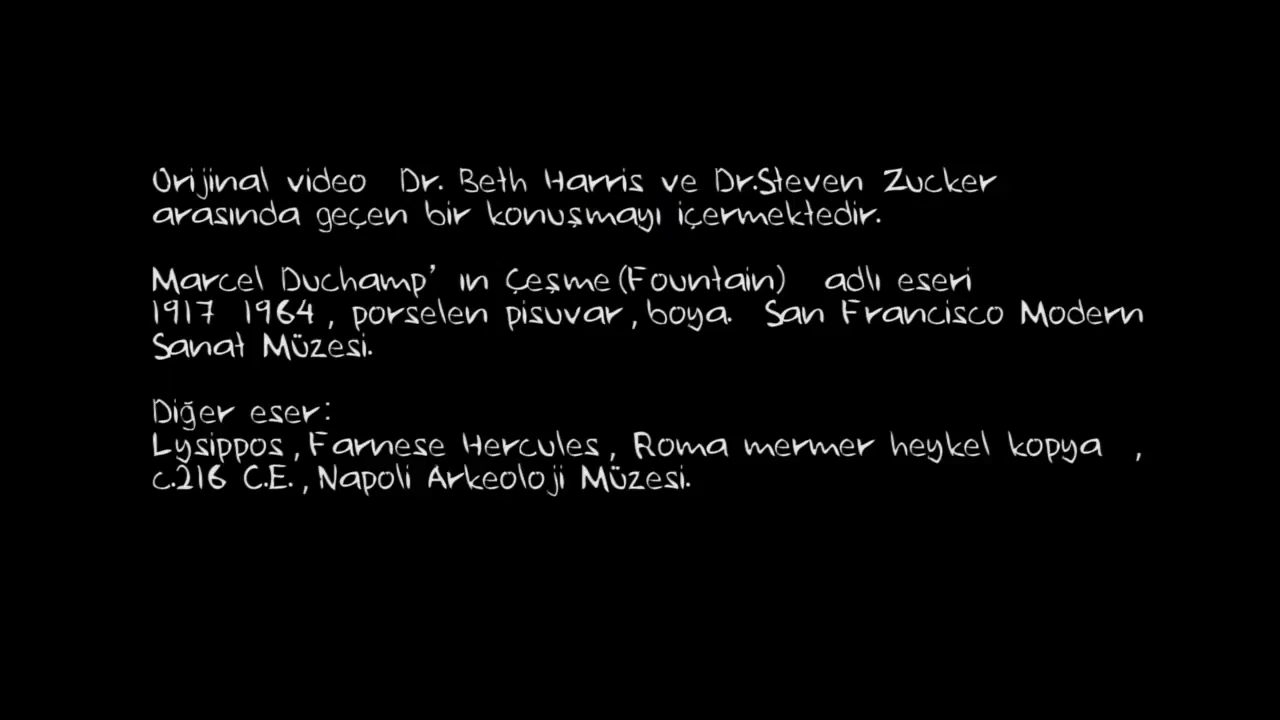 Orijinal video Dr. Beth Harris ve Dr.Steven Zucker
arasında geçen bir konuşmayı içermektedir.
Marcel Duchamp' ın Çeşme(Fountain) adlı eseri
1917 1964, porselen pisuvar, boya. San Francisco Modern
Sanat Müzesi.
Diğer eser:
Lysippos, Farnese Hercules, Roma mermer heykel kopya ,
c.216 C.E., Napoli Arkeoloji Müzesi.